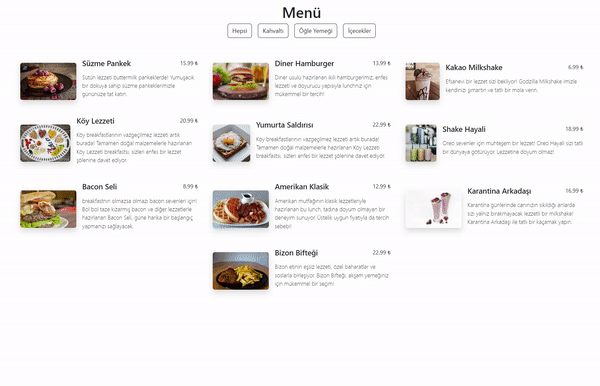 Menü
Hepsi
Kahvaltı
Öğle Yemeği
İçecekler
Süzme Pankek
15.99 ₺
Sütün lezzeti buttermilk pankeklerde! Yumuşacık
bir dokuya sahip süzme pankeklerimizle
gününüze tat katın.
Diner Hamburger
13.99 ₺
Diner usulü hazırlanan ikili hamburgerimiz, enfes
lezzeti ve doyurucu yapısıyla lunchınız için
mükemmel bir tercih!
Kakao Milkshake
6.99 ₺
Efsanevi bir lezzet sizi bekliyor! Godzilla Milkshake imizle
kendinizi şımartın ve tatlı bir mola verin.
Köy Lezzeti
20.99 ₺
Köy breakfastlarının vazgeçilmez lezzeti artık
burada! Tamamen doğal malzemelerle hazırlanan
Köy Lezzeti breakfastsı, sizleri enfes bir lezzet
şölenine davet ediyor.
Yumurta Saldırısı
22.99 ₺
Köy breakfastlarının vazgeçilmez lezzeti artık burada!
Tamamen doğal malzemelerle hazırlanan Köy Lezzeti
breakfastsı, sizleri enfes bir lezzet şölenine davet ediyor.
Shake Hayali
18.99 ₺
Oreo sevenler için muhteşem bir lezzet! Oreo Hayali sizi tatlı
bir dünyaya götürüyor. Lezzetine doyum olmaz!
Bacon Seli
8.99 ₺
breakfastnın olmazsa olmazı bacon sevenler için!
Bol bol taze kızarmış bacon ve diğer lezzetlerle
hazırlanan Bacon Seli, güne harika bir başlangıç
yapmanızı sağlayacak.
Amerikan Klasik
12.99 ₺
Amerikan mutfağının klasik lezzetleriyle
hazırlanan bu lunch, tadına doyum olmayan bir
deneyim sunuyor. Üstelik uygun fiyatıyla da tercih
sebebi!
Karantina Arkadaşı
16.99 ₺
Karantina günlerinde canınızın sıkıldığı anlarda
sizi yalnız bırakmayacak lezzetli bir milkshake!
Karantina Arkadaşı ile tatlı bir kaçamak yapın.
Bizon Bifteği
22.99 ₺
Bizon etinin eşsiz lezzeti, özel baharatlar ve
soslarla birleşiyor. Bizon Bifteği, akşam yemeğiniz
için mükemmel bir seçim!